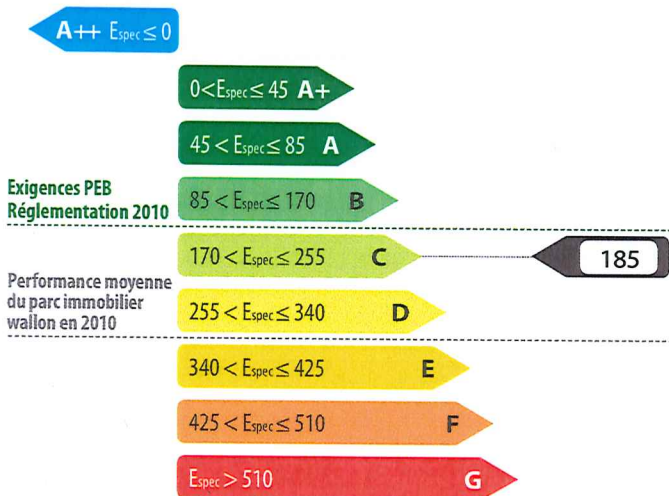 A++ Espec ≤ 0
0 < Espec ≤ 45 A+
45 < Espec ≤ 85 A
Exigences PEB
Réglementation 2010
85 < Espec ≤ 170 B
170 < Espec ≤ 255 C
185
Performance moyenne
du parc immobilier
wallon en 2010
255 < Espec ≤ 340 D
340 < Espec ≤ 425 E
425 < Espec ≤ 510 F
Espec > 510 G